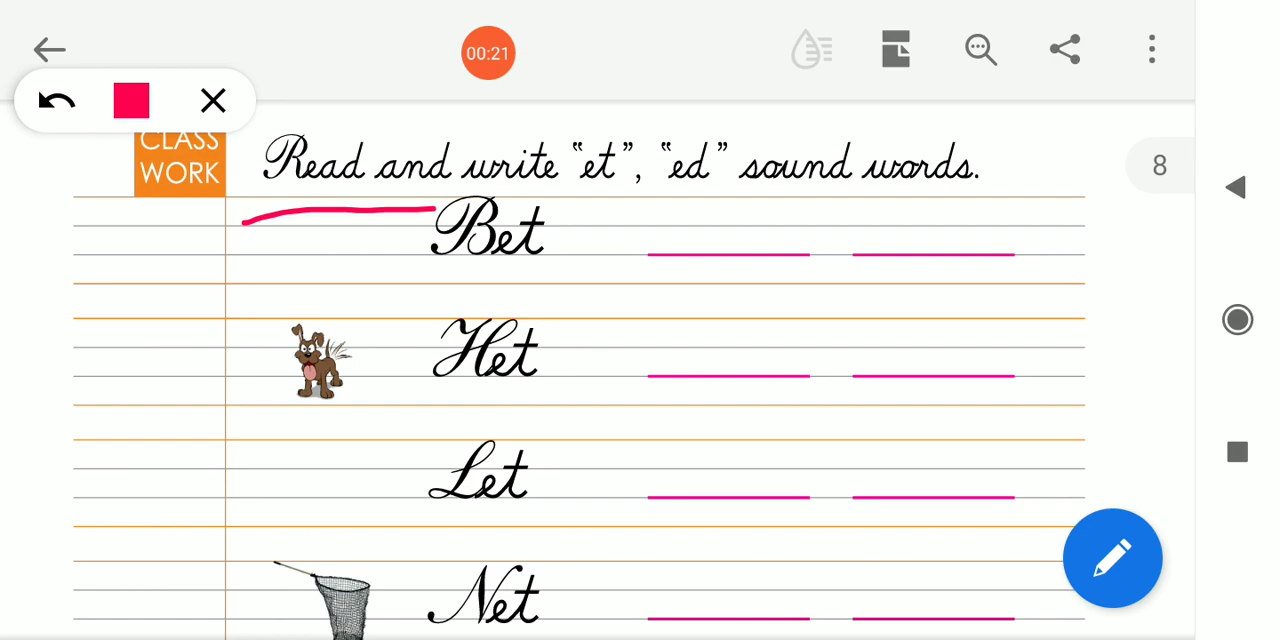 00:21
CLASS
WORK
Read and write "et", "ed" sound words.
8
Bet
Het
Let
Net